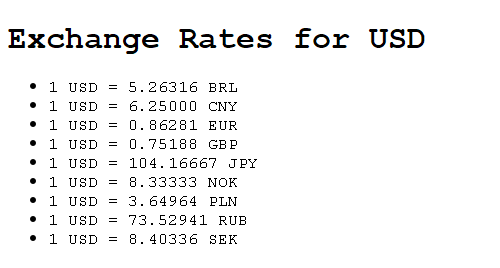 Exchange Rates for USD
1 USD = 5.26316 BRL
1 USD = 6.25000 CNY
1 USD = 0.86281 EUR
1 USD = 0.75188 GBP
1 USD = 104.16667 JPY
1 USD = 8.33333 NOK
1 USD = 3.64964 PLN
1 USD = 73.52941 RUB
1 USD = 8.40336 SEK